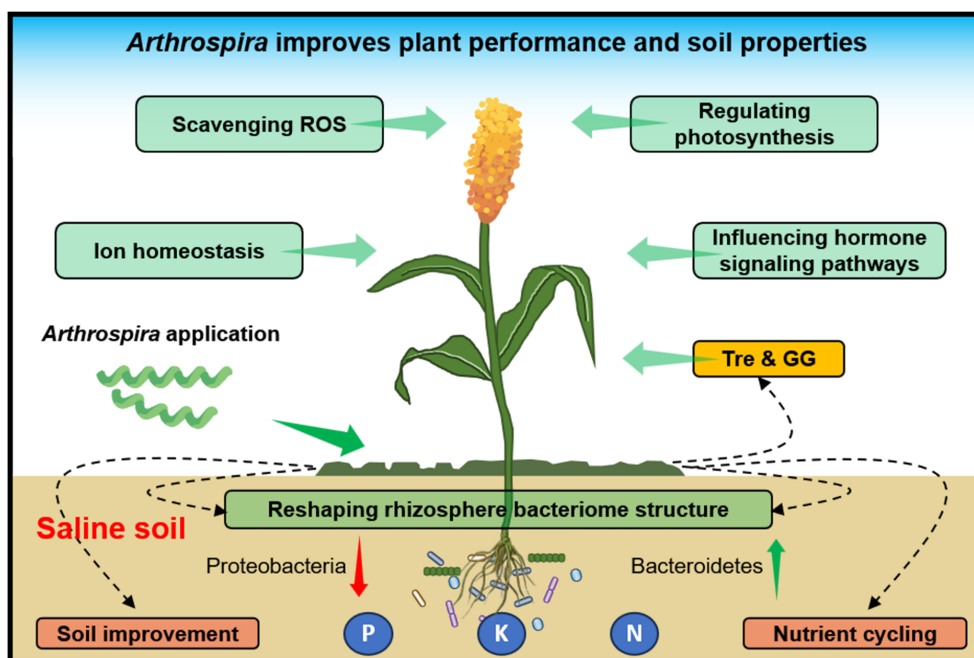 Arthrospira improves plant performance and soil properties
Scavenging ROS
Regulating
photosynthesis
Ion homeostasis
Influencing hormone
signaling pathways
Arthrospira application
Tre & GG
Reshaping rhizosphere bacteriome structure
Saline soil
Proteobacteria
Bacteroidetes
Soil improvement
P
K
N
Nutrient cycling